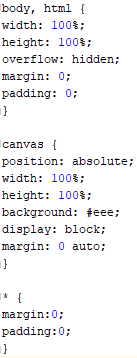 body, html {
width: 100%;
height: 100%;
overflow: hidden;
margin: 0;
padding: 0;
}

canvas {
position: absolute;
width: 100%;
height: 100%;
background: #eee;
display: block;
margin: 0 auto;
}

* {
margin:0;
padding:0;
}